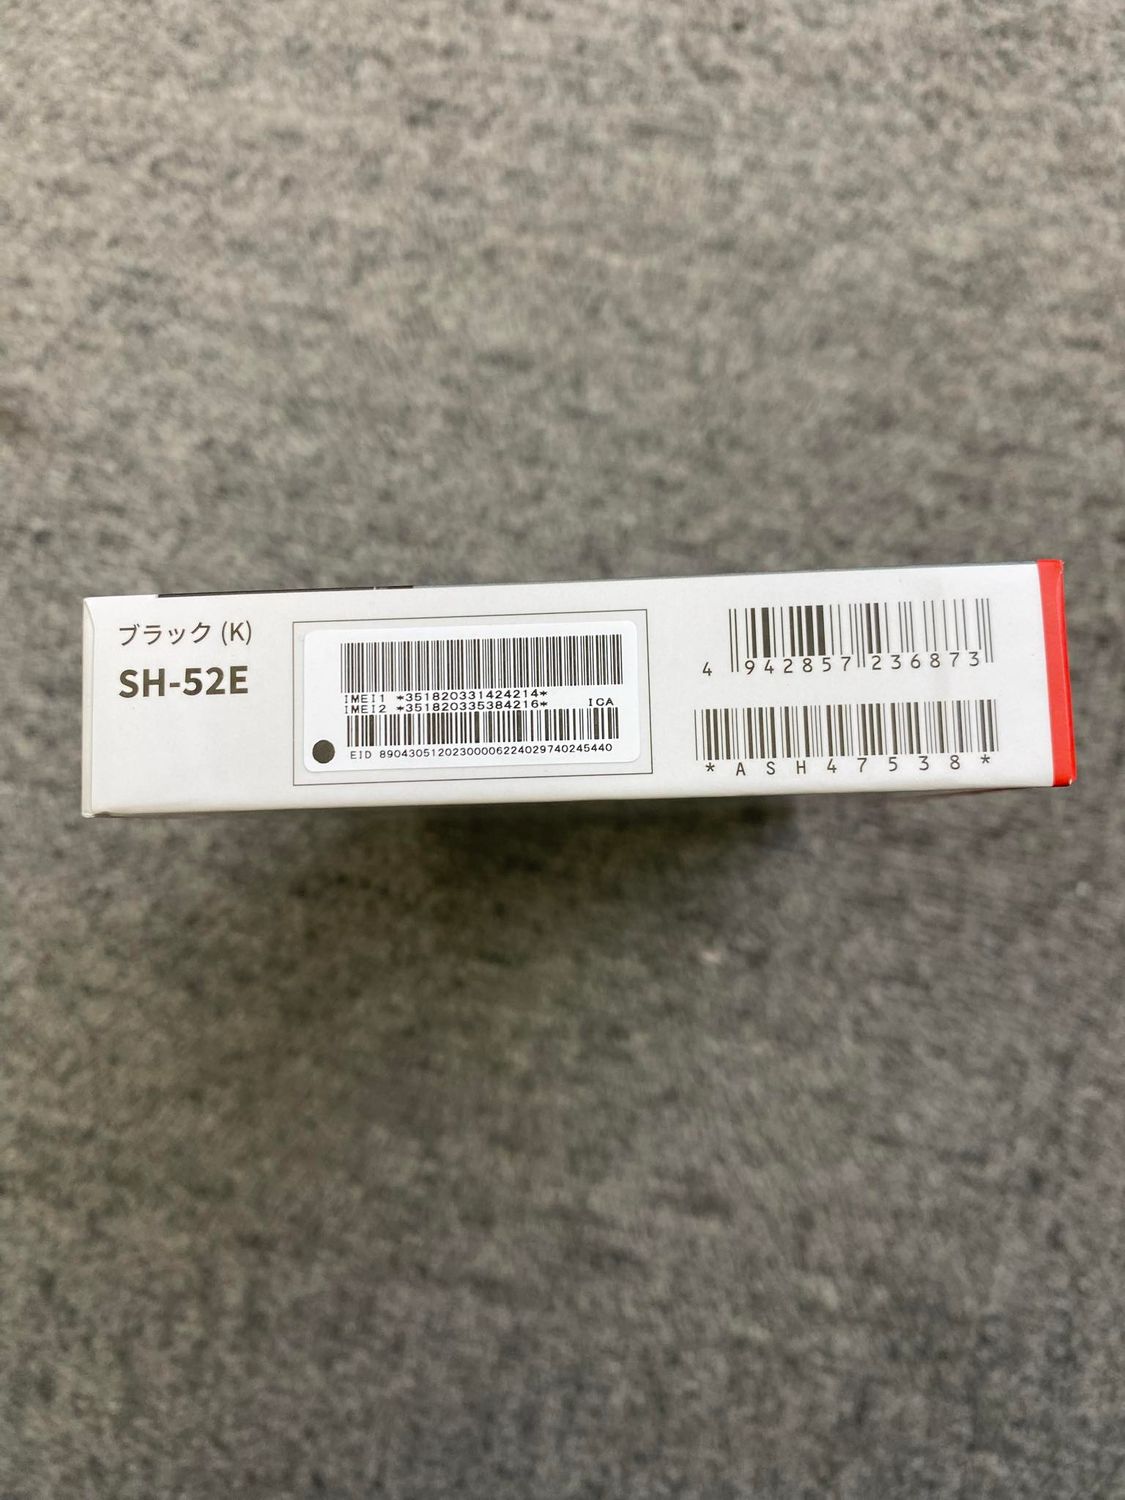 ブラック (K)
SH-52E
IMEI1 *351820331424214*
IMEI2 *351820335384216* ICA
EID 89043051202300006224029740245440
4 942857 236873
*ASH47538*